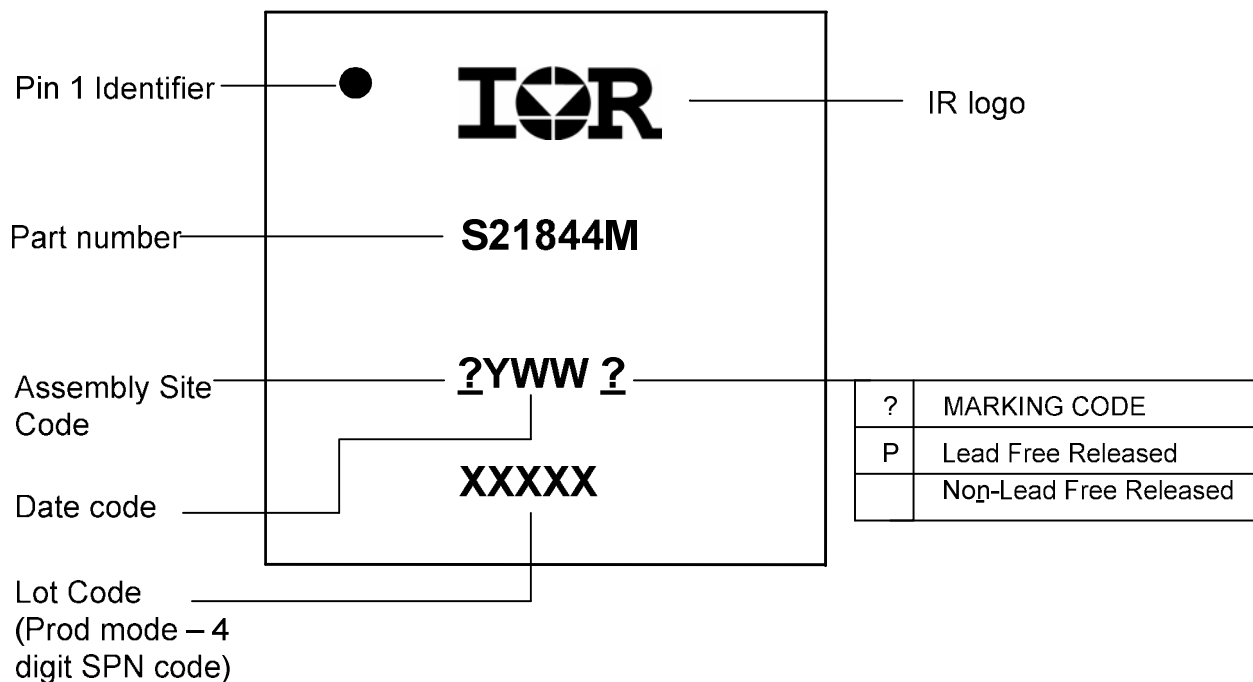 Pin 1 Identifier
IOR
IR logo
Part number
S21844M
Assembly Site
Code
?YWW ?
? MARKING CODE
P Lead Free Released
Non-Lead Free Released
Date code
XXXXX
Lot Code
(Prod mode – 4
digit SPN code)